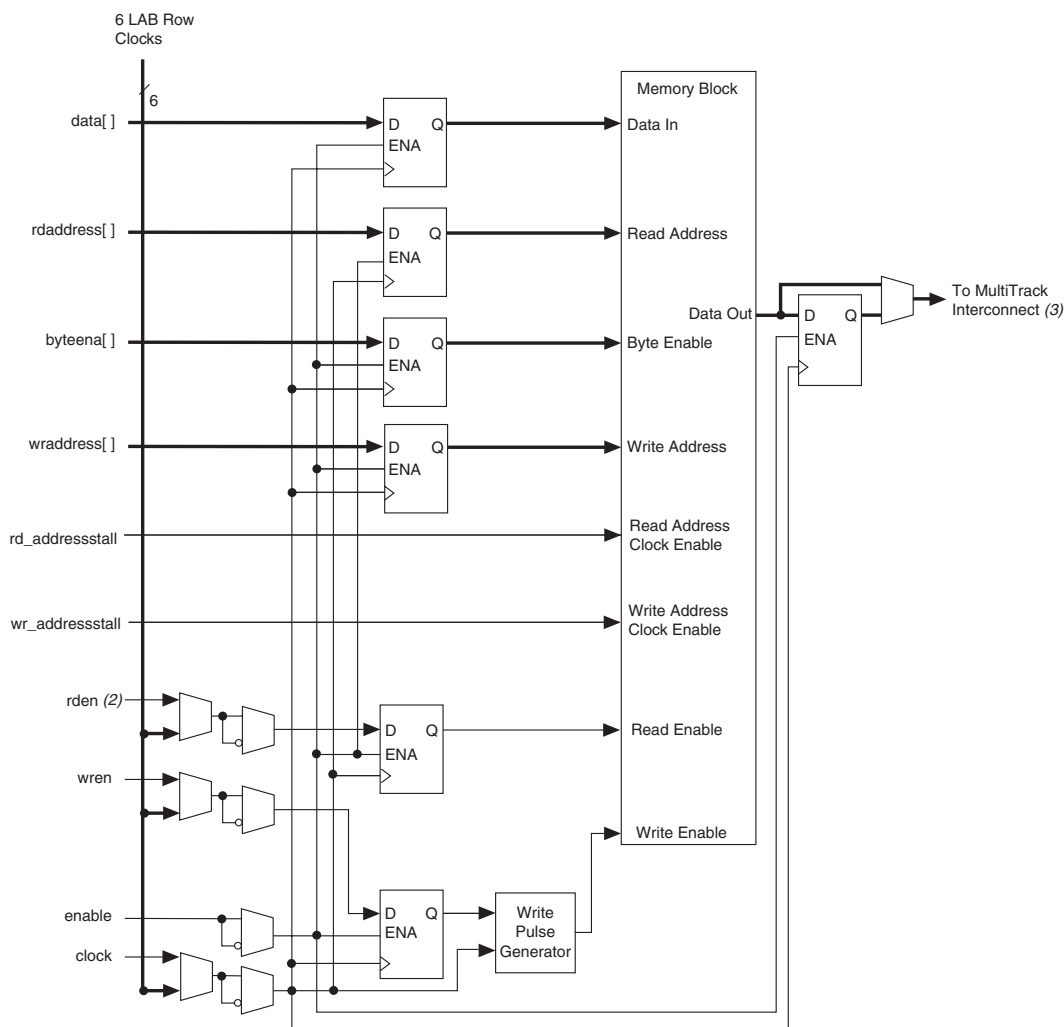 6 LAB Row
Clocks
6
data[ ]
D Q
ENA
Memory Block
Data In
rdaddress[ ]
D Q
ENA
Read Address
Data Out
D Q
ENA
To MultiTrack
Interconnect (3)
byteena[ ]
D Q
ENA
Byte Enable
wraddress[ ]
D Q
ENA
Write Address
rd_addressstall
Read Address
Clock Enable
wr_addressstall
Write Address
Clock Enable
rden (2)
D Q
ENA
Read Enable
wren
Write Enable
enable
D Q
ENA
Write
Pulse
Generator
clock